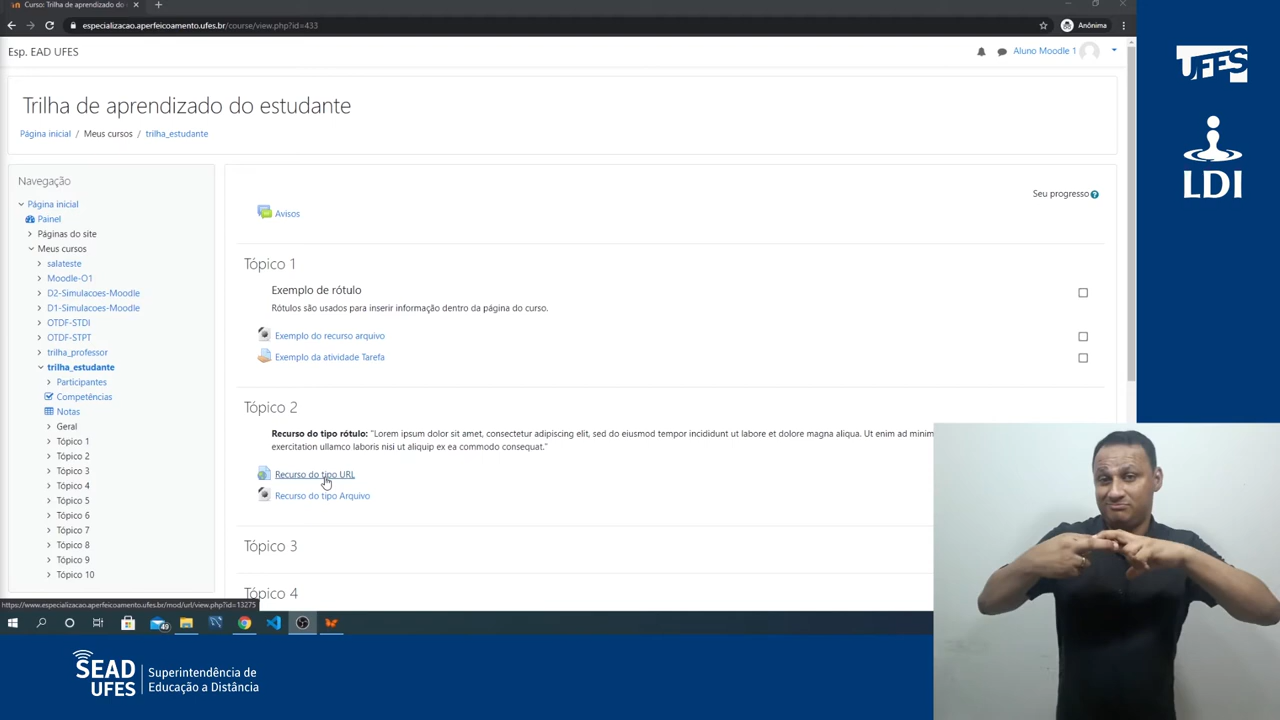 Curso: Trilha de aprendizado do
especializacao.aperfeicoamento.ufes.br/course/view.php?id=433
Anônima
Esp. EAD UFES
Aluno Moodle 1
Trilha de aprendizado do estudante
Página inicial / Meus cursos / trilha_estudante
Navegação
Página inicial
Painel
Páginas do site
Meus cursos
salateste
Moodle-O1
D2-Simulacoes-Moodle
D1-Simulacoes-Moodle
OTDF-STDI
OTDF-STPT
trilha_professor
trilha_estudante
Participantes
Competências
Notas
Geral
Tópico 1
Tópico 2
Tópico 3
Tópico 4
Tópico 5
Tópico 6
Tópico 7
Tópico 8
Tópico 9
Tópico 10
Seu progresso
Avisos
Tópico 1
Exemplo de rótulo
Rótulos são usados para inserir informação dentro da página do curso.
Exemplo do recurso arquivo
Exemplo da atividade Tarefa
Tópico 2
Recurso do tipo rótulo: "Lorem ipsum dolor sit amet, consectetur adipiscing elit, sed do eiusmod tempor incididunt ut labore et dolore magna aliqua. Ut enim ad minim
exercitation ullamco laboris nisi ut aliquip ex ea commodo consequat."
Recurso do tipo URL
Recurso do tipo Arquivo
Tópico 3
Tópico 4
https://www.especializacao.aperfeicoamento.ufes.br/mod/url/view.php?id=13275
49
UFES
LDI
SEAD
UFES
Superintendência de
Educação a Distância